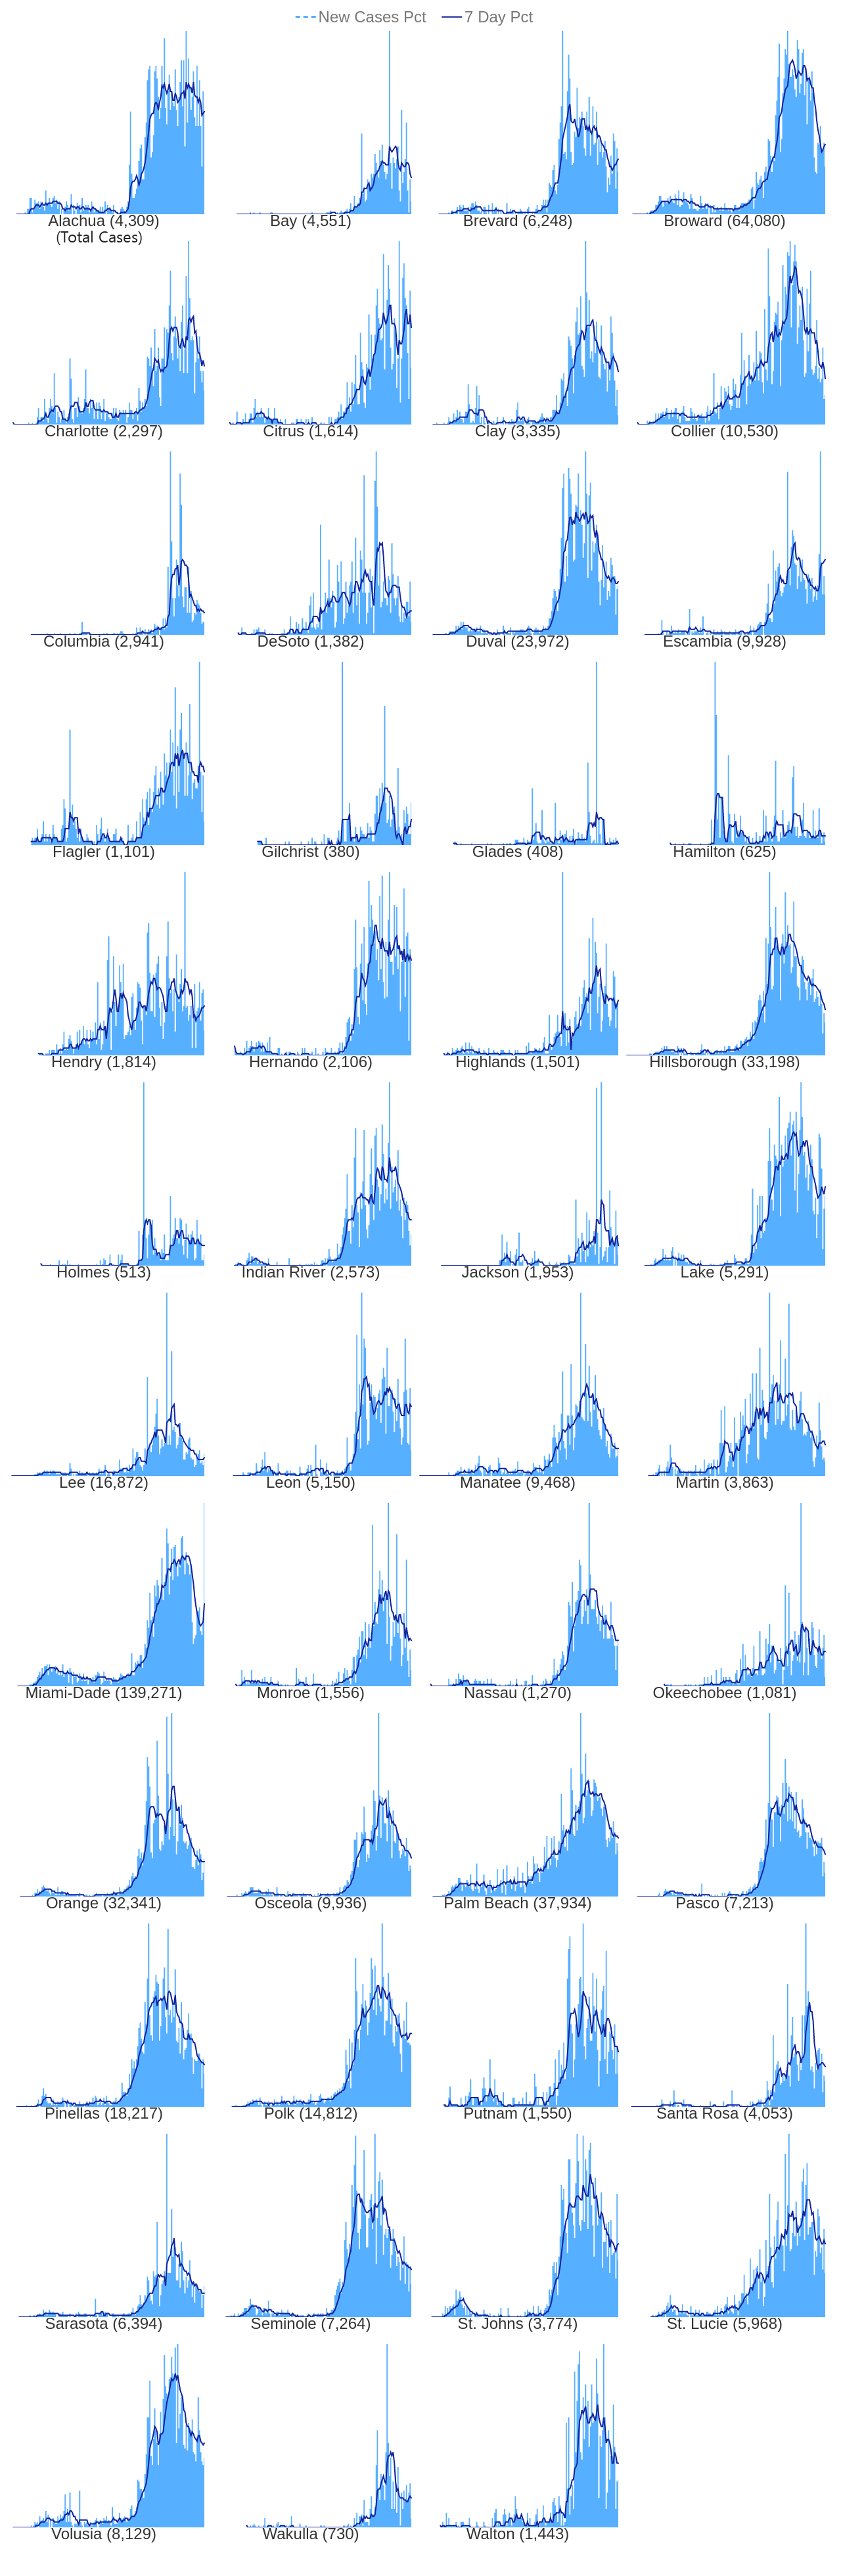 New Cases Pct 7 Day Pct
Alachua (4,309) Bay (4,551) Brevard (6,248) Broward (64,080)
(Total Cases)
Charlotte (2,297) Citrus (1,614) Clay (3,335) Collier (10,530)
Columbia (2,941) DeSoto (1,382) Duval (23,972) Escambia (9,928)
Flagler (1,101) Gilchrist (380) Glades (408) Hamilton (625)
Hendry (1,814) Hernando (2,106) Highlands (1,501) Hillsborough (33,198)
Holmes (513) Indian River (2,573) Jackson (1,953) Lake (5,291)
Lee (16,872) Leon (5,150) Manatee (9,468) Martin (3,863)
Miami-Dade (139,271) Monroe (1,556) Nassau (1,270) Okeechobee (1,081)
Orange (32,341) Osceola (9,936) Palm Beach (37,934) Pasco (7,213)
Pinellas (18,217) Polk (14,812) Putnam (1,550) Santa Rosa (4,053)
Sarasota (6,394) Seminole (7,264) St. Johns (3,774) St. Lucie (5,968)
Volusia (8,129) Wakulla (730) Walton (1,443)